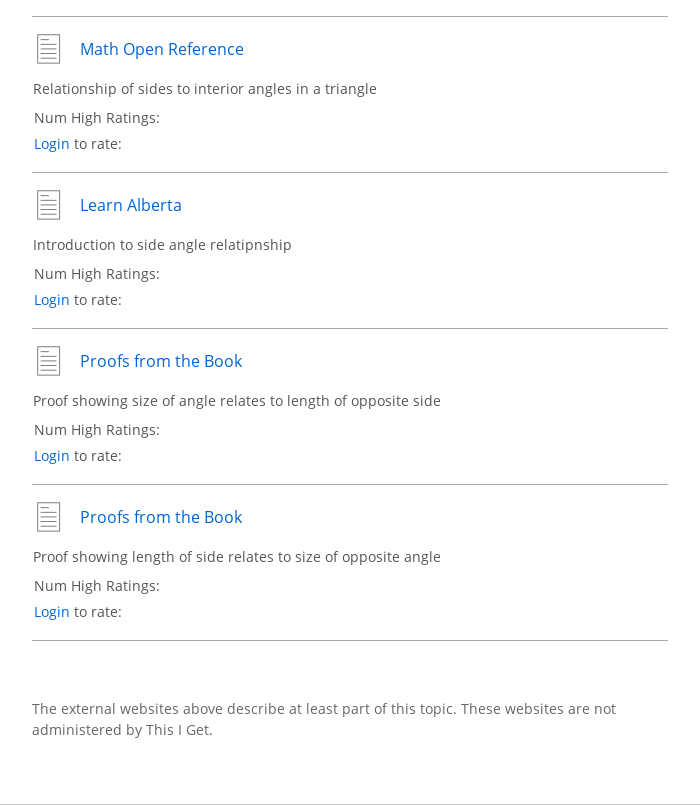 Math Open Reference
Relationship of sides to interior angles in a triangle
Num High Ratings:
Login to rate:
Learn Alberta
Introduction to side angle relatipnship
Num High Ratings:
Login to rate:
Proofs from the Book
Proof showing size of angle relates to length of opposite side
Num High Ratings:
Login to rate:
Proofs from the Book
Proof showing length of side relates to size of opposite angle
Num High Ratings:
Login to rate:
The external websites above describe at least part of this topic. These websites are not
administered by This I Get.